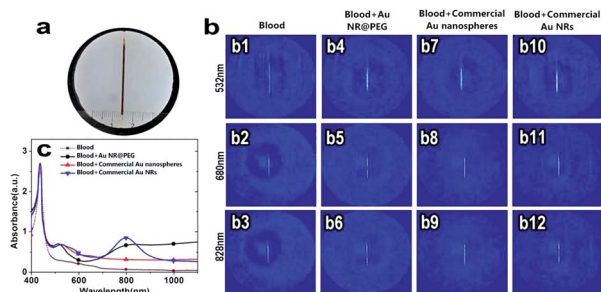 a
b
Blood
Blood+Au
NR@PEG
Blood+Commercial
Au nanospheres
Blood+Commercial
Au NRs
532nm
b1
b4
b7
b10
680nm
b2
b5
b8
b11
828nm
b3
b6
b9
b12
c
Blood
Blood+Au NR@PEG
Blood+Commercial Au nanospheres
Blood+Commercial Au NRs
Absorbance(a.u.)
3
2
1
0
400
600
800
1000
Wavelength(nm)